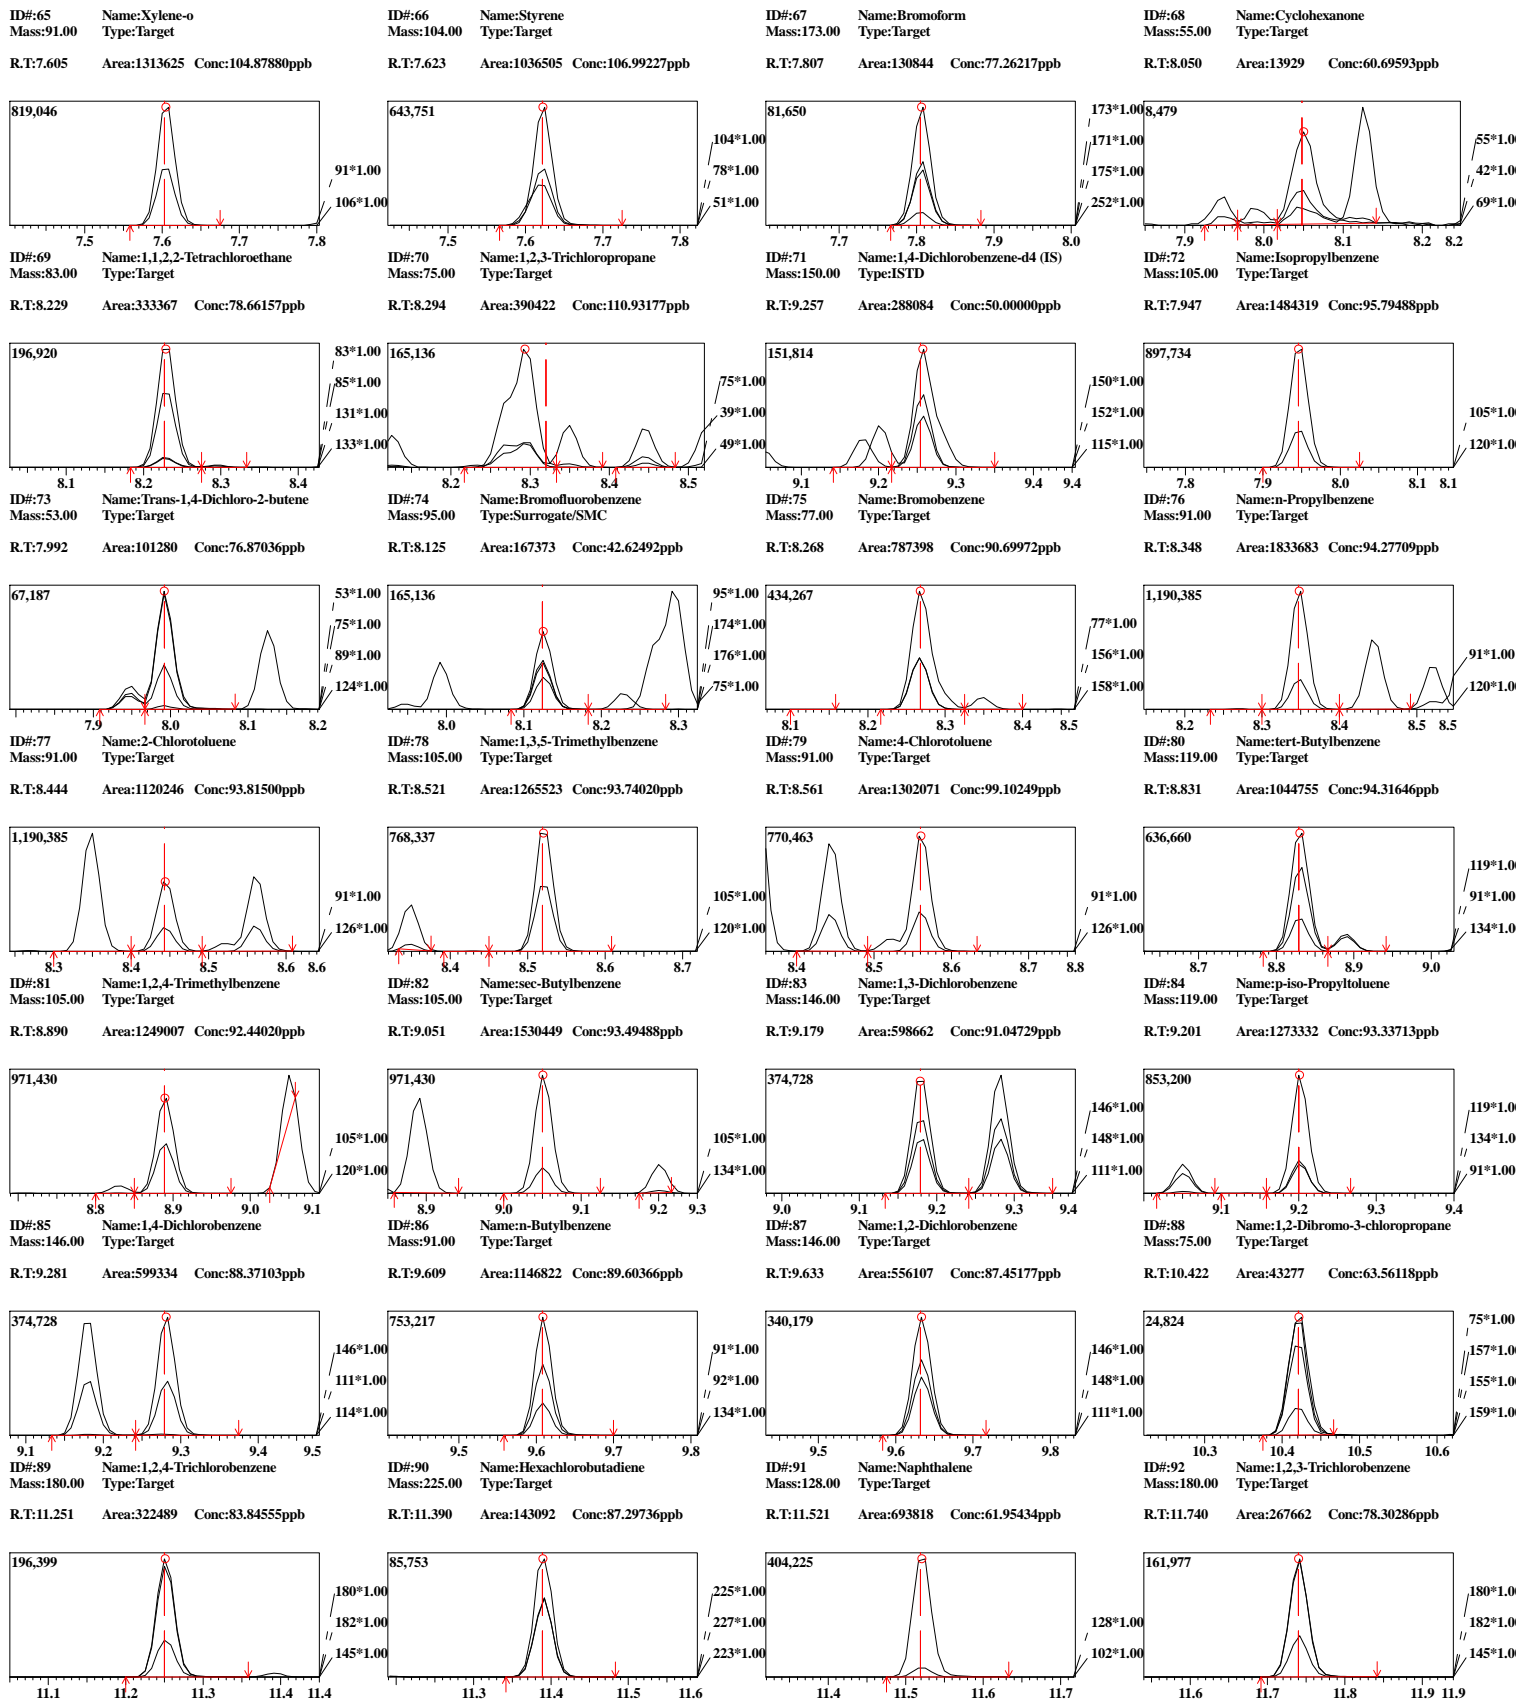 ID#:65 Name:Xylene-o
Mass:91.00 Type:Target
R.T:7.605 Area:1313625 Conc:104.87880ppb
819,046
91*1.00
106*1.00
7.5 7.6 7.7 7.8
ID#:66 Name:Styrene
Mass:104.00 Type:Target
R.T:7.623 Area:1036505 Conc:106.99227ppb
643,751
104*1.00
78*1.00
51*1.00
7.5 7.6 7.7 7.8
ID#:67 Name:Bromoform
Mass:173.00 Type:Target
R.T:7.807 Area:130844 Conc:77.26217ppb
81,650
173*1.00
171*1.00
175*1.00
252*1.00
7.7 7.8 7.9 8.0
ID#:68 Name:Cyclohexanone
Mass:55.00 Type:Target
R.T:8.050 Area:13929 Conc:60.69593ppb
8,479
55*1.00
42*1.00
69*1.00
7.9 8.0 8.1 8.2
ID#:69 Name:1,1,2,2-Tetrachloroethane
Mass:83.00 Type:Target
R.T:8.229 Area:333367 Conc:78.66157ppb
196,920
83*1.00
85*1.00
131*1.00
133*1.00
8.1 8.2 8.3 8.4
ID#:70 Name:1,2,3-Trichloropropane
Mass:75.00 Type:Target
R.T:8.294 Area:390422 Conc:110.93177ppb
165,136
75*1.00
39*1.00
49*1.00
8.2 8.3 8.4 8.5
ID#:71 Name:1,4-Dichlorobenzene-d4 (IS)
Mass:150.00 Type:ISTD
R.T:9.257 Area:288084 Conc:50.00000ppb
151,814
150*1.00
152*1.00
115*1.00
9.1 9.2 9.3 9.4 9.4
ID#:72 Name:Isopropylbenzene
Mass:105.00 Type:Target
R.T:7.947 Area:1484319 Conc:95.79488ppb
897,734
105*1.00
120*1.00
7.8 7.9 8.0 8.1 8.1
ID#:73 Name:Trans-1,4-Dichloro-2-butene
Mass:53.00 Type:Target
R.T:7.992 Area:101280 Conc:76.87036ppb
67,187
53*1.00
75*1.00
89*1.00
124*1.00
7.9 8.0 8.1 8.2
ID#:74 Name:Bromofluorobenzene
Mass:95.00 Type:Surrogate/SMC
R.T:8.125 Area:167373 Conc:42.62492ppb
165,136
95*1.00
174*1.00
176*1.00
75*1.00
8.0 8.1 8.2 8.3
ID#:75 Name:Bromobenzene
Mass:77.00 Type:Target
R.T:8.268 Area:787398 Conc:90.69972ppb
434,267
77*1.00
156*1.00
158*1.00
8.1 8.2 8.3 8.4 8.5
ID#:76 Name:n-Propylbenzene
Mass:91.00 Type:Target
R.T:8.348 Area:1833683 Conc:94.27709ppb
1,190,385
91*1.00
120*1.00
8.2 8.3 8.4 8.5 8.5
ID#:77 Name:2-Chlorotoluene
Mass:91.00 Type:Target
R.T:8.444 Area:1120246 Conc:93.81500ppb
1,190,385
91*1.00
126*1.00
8.3 8.4 8.5 8.6 8.6
ID#:78 Name:1,3,5-Trimethylbenzene
Mass:105.00 Type:Target
R.T:8.521 Area:1265523 Conc:93.74020ppb
768,337
105*1.00
120*1.00
8.4 8.5 8.6 8.7
ID#:79 Name:4-Chlorotoluene
Mass:91.00 Type:Target
R.T:8.561 Area:1302071 Conc:99.10249ppb
770,463
91*1.00
126*1.00
8.4 8.5 8.6 8.7 8.8
ID#:80 Name:tert-Butylbenzene
Mass:119.00 Type:Target
R.T:8.831 Area:1044755 Conc:94.31646ppb
636,660
119*1.00
91*1.00
134*1.00
8.7 8.8 8.9 9.0
ID#:81 Name:1,2,4-Trimethylbenzene
Mass:105.00 Type:Target
R.T:8.890 Area:1249007 Conc:92.44020ppb
971,430
105*1.00
120*1.00
8.8 8.9 9.0 9.1
ID#:82 Name:sec-Butylbenzene
Mass:105.00 Type:Target
R.T:9.051 Area:1530449 Conc:93.49488ppb
971,430
105*1.00
134*1.00
8.9 9.0 9.1 9.2 9.3
ID#:83 Name:1,3-Dichlorobenzene
Mass:146.00 Type:Target
R.T:9.179 Area:598662 Conc:91.04729ppb
374,728
146*1.00
148*1.00
111*1.00
9.0 9.1 9.2 9.3 9.4
ID#:84 Name:p-iso-Propyltoluene
Mass:119.00 Type:Target
R.T:9.201 Area:1273332 Conc:93.33713ppb
853,200
119*1.00
134*1.00
91*1.00
9.1 9.2 9.3 9.4
ID#:85 Name:1,4-Dichlorobenzene
Mass:146.00 Type:Target
R.T:9.281 Area:599334 Conc:88.37103ppb
374,728
146*1.00
111*1.00
114*1.00
9.1 9.2 9.3 9.4 9.5
ID#:86 Name:n-Butylbenzene
Mass:91.00 Type:Target
R.T:9.609 Area:1146822 Conc:89.60366ppb
753,217
91*1.00
92*1.00
134*1.00
9.5 9.6 9.7 9.8
ID#:87 Name:1,2-Dichlorobenzene
Mass:146.00 Type:Target
R.T:9.633 Area:556107 Conc:87.45177ppb
340,179
146*1.00
148*1.00
111*1.00
9.5 9.6 9.7 9.8
ID#:88 Name:1,2-Dibromo-3-chloropropane
Mass:75.00 Type:Target
R.T:10.422 Area:43277 Conc:63.56118ppb
24,824
75*1.00
157*1.00
155*1.00
159*1.00
10.3 10.4 10.5 10.6
ID#:89 Name:1,2,4-Trichlorobenzene
Mass:180.00 Type:Target
R.T:11.251 Area:322489 Conc:83.84555ppb
196,399
180*1.00
182*1.00
145*1.00
11.1 11.2 11.3 11.4 11.4
ID#:90 Name:Hexachlorobutadiene
Mass:225.00 Type:Target
R.T:11.390 Area:143092 Conc:87.29736ppb
85,753
225*1.00
227*1.00
223*1.00
11.3 11.4 11.5 11.6
ID#:91 Name:Naphthalene
Mass:128.00 Type:Target
R.T:11.521 Area:693818 Conc:61.95434ppb
404,225
128*1.00
102*1.00
11.4 11.5 11.6 11.7
ID#:92 Name:1,2,3-Trichlorobenzene
Mass:180.00 Type:Target
R.T:11.740 Area:267662 Conc:78.30286ppb
161,977
180*1.00
182*1.00
145*1.00
11.6 11.7 11.8 11.9 11.9